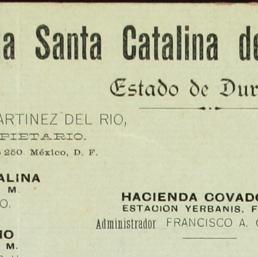 a Santa Catalina de
Estado de Dur
ARTINEZ DEL RIO,
PIETARIO.
250. México, D. F.
ALINA
M.
O.
HACIENDA COVADO
ESTACION YERBANIS, F
Administrador FRANCISCO A.
IO
M.